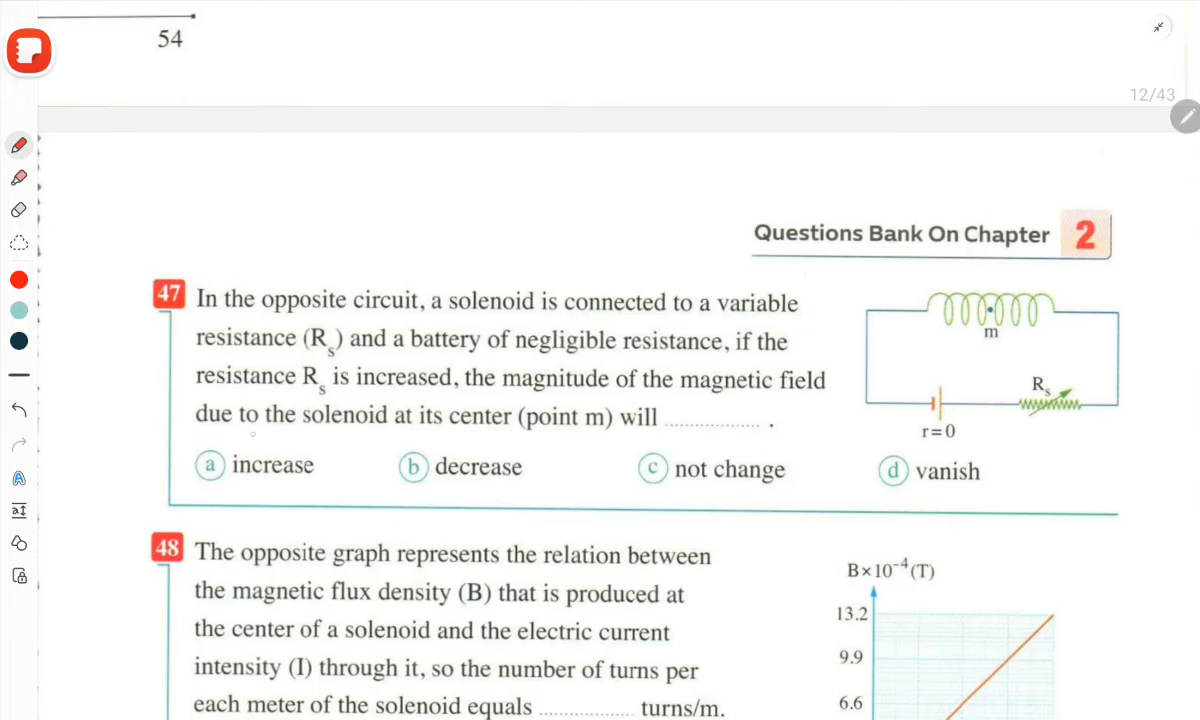 54
12/43
Questions Bank On Chapter 2
47 In the opposite circuit, a solenoid is connected to a variable
resistance (Rs) and a battery of negligible resistance, if the
resistance Rs is increased, the magnitude of the magnetic field
due to the solenoid at its center (point m) will .................. .
m
Rs
r=0
a increase b decrease c not change d vanish
48 The opposite graph represents the relation between
the magnetic flux density (B) that is produced at
the center of a solenoid and the electric current
intensity (I) through it, so the number of turns per
each meter of the solenoid equals .................. turns/m.
B×10⁻⁴(T)
13.2
9.9
6.6